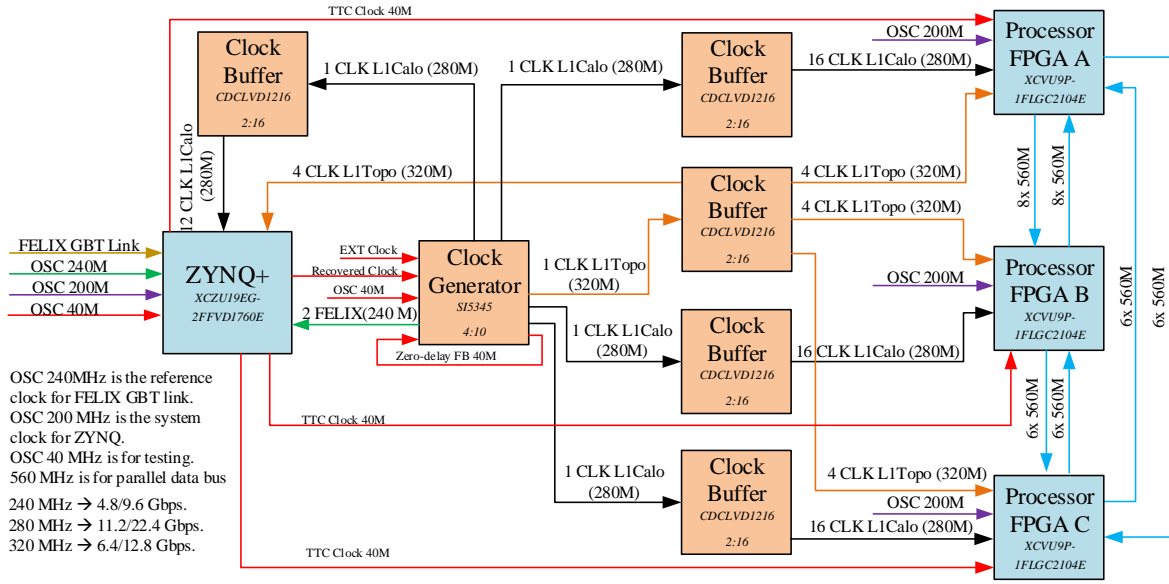 TTC Clock 40M
Clock
Buffer
CDCLVD1216
2:16
1 CLK L1Calo (280M)
1 CLK L1Calo (280M)
Clock
Buffer
CDCLVD1216
2:16
OSC 200M
16 CLK L1Calo (280M)
Processor
FPGA A
XCVU9P-
1FLGC2104E
12 CLK L1Calo
(280M)
4 CLK L1Topo (320M)
Clock
Buffer
CDCLVD1216
2:16
4 CLK L1Topo (320M)
4 CLK L1Topo (320M)
8x 560M
8x 560M
FELIX GBT Link
OSC 240M
OSC 200M
OSC 40M
ZYNQ+
XCZU19EG-
2FFVD1760E
EXT Clock
Recovered Clock
OSC 40M
2 FELIX(240 M)
Zero-delay FB 40M
Clock
Generator
SI5345
4:10
1 CLK L1Topo
(320M)
OSC 200M
Processor
FPGA B
XCVU9P-
1FLGC2104E
6x 560M
6x 560M
1 CLK L1Calo
(280M)
Clock
Buffer
CDCLVD1216
2:16
16 CLK L1Calo (280M)
OSC 240MHz is the reference
clock for FELIX GBT link.
OSC 200 MHz is the system
clock for ZYNQ.
OSC 40 MHz is for testing.
560 MHz is for parallel data bus
240 MHz → 4.8/9.6 Gbps.
280 MHz → 11.2/22.4 Gbps.
320 MHz → 6.4/12.8 Gbps.
TTC Clock 40M
6x 560M
6x 560M
1 CLK L1Calo
(280M)
Clock
Buffer
CDCLVD1216
2:16
4 CLK L1Topo (320M)
OSC 200M
16 CLK L1Calo (280M)
Processor
FPGA C
XCVU9P-
1FLGC2104E
TTC Clock 40M